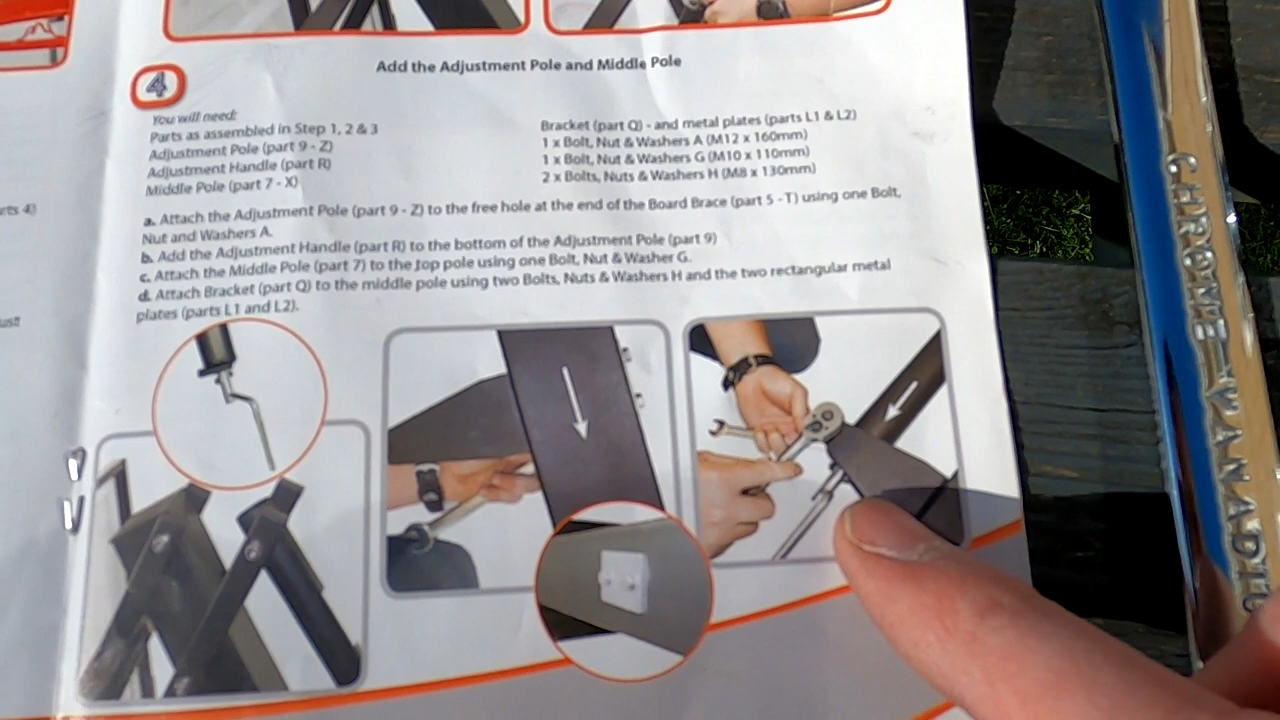 4
Add the Adjustment Pole and Middle Pole
You will need:
Parts as assembled in Step 1, 2 & 3
Adjustment Pole (part 9 - Z)
Adjustment Handle (part R)
Middle Pole (part 7 - X)
Bracket (part Q) - and metal plates (parts L1 & L2)
1 x Bolt, Nut & Washers A (M12 x 160mm)
1 x Bolt, Nut & Washers G (M10 x 110mm)
2 x Bolts, Nuts & Washers H (M8 x 130mm)
a. Attach the Adjustment Pole (part 9 - Z) to the free hole at the end of the Board Brace (part 5 - T) using one Bolt,
Nut and Washers A.
b. Add the Adjustment Handle (part R) to the bottom of the Adjustment Pole (part 9)
c. Attach the Middle Pole (part 7) to the top pole using one Bolt, Nut & Washer G.
d. Attach Bracket (part Q) to the middle pole using two Bolts, Nuts & Washers H and the two rectangular metal
plates (parts L1 and L2).
CHROME-VANADIU